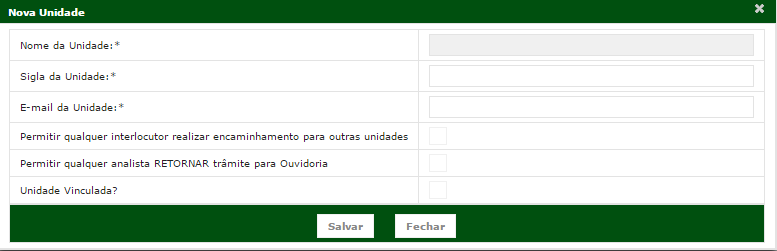 Nova Unidade
Nome da Unidade:*
Sigla da Unidade:*
E-mail da Unidade:*
Permitir qualquer interlocutor realizar encaminhamento para outras unidades
Permitir qualquer analista RETORNAR trâmite para Ouvidoria
Unidade Vinculada?
Salvar Fechar